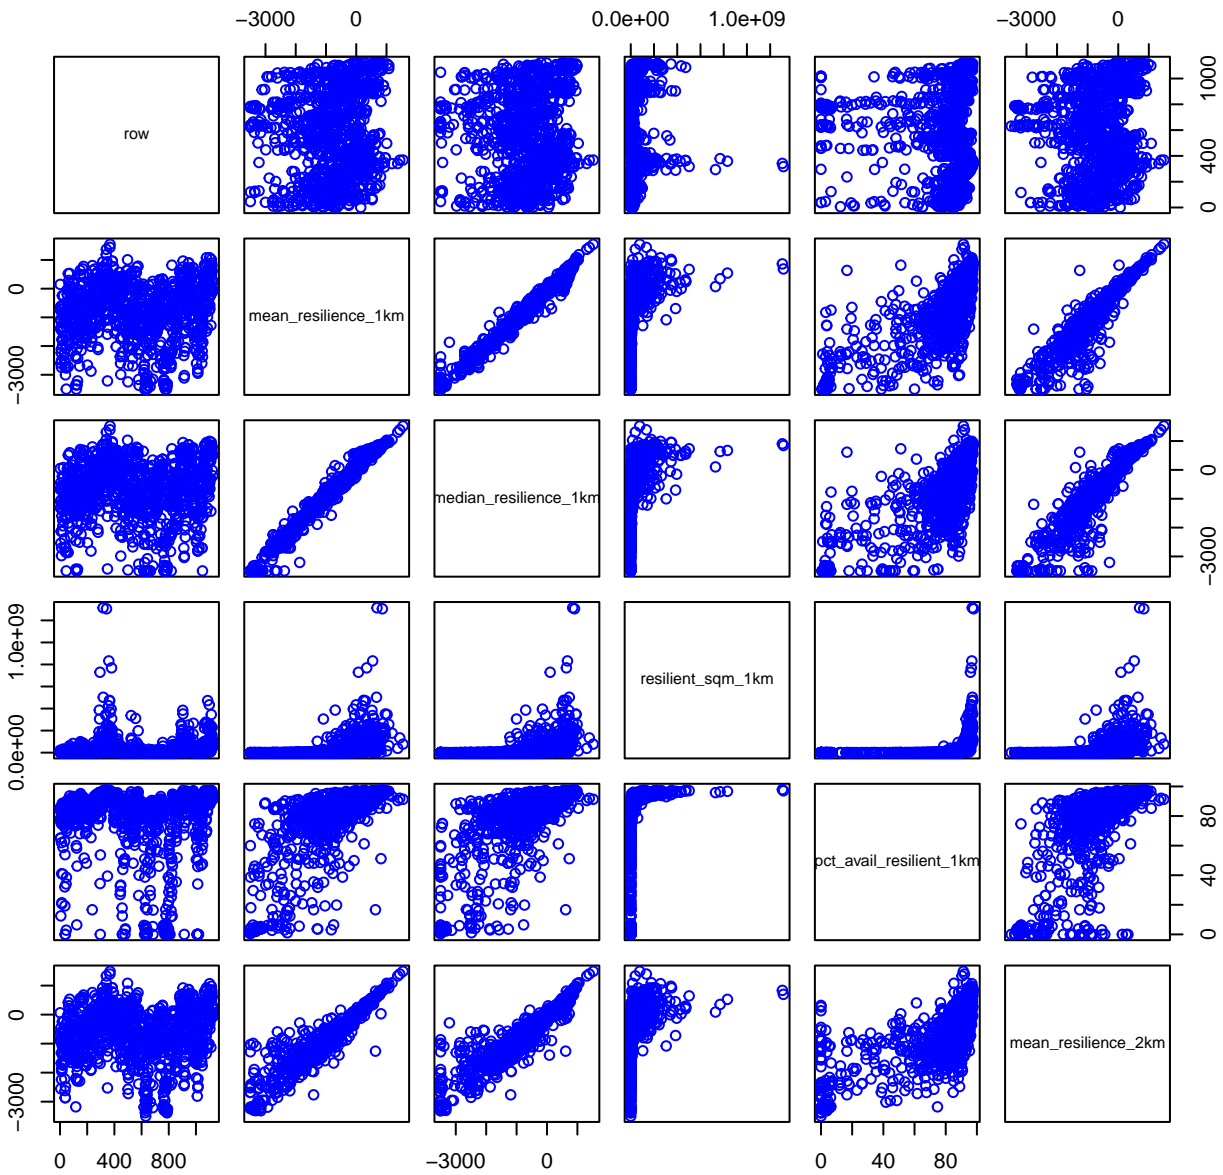 −3000 0 0.0e+00 1.0e+09 −3000 0
row 0 400 1000
0 −3000 mean_resilience_1km
median_resilience_1km −3000 0
0.0e+00 1.0e+09 resilient_sqm_1km
pct_avail_resilient_1km 0 40 80
−3000 0 mean_resilience_2km
0 400 800 −3000 0 0 40 80